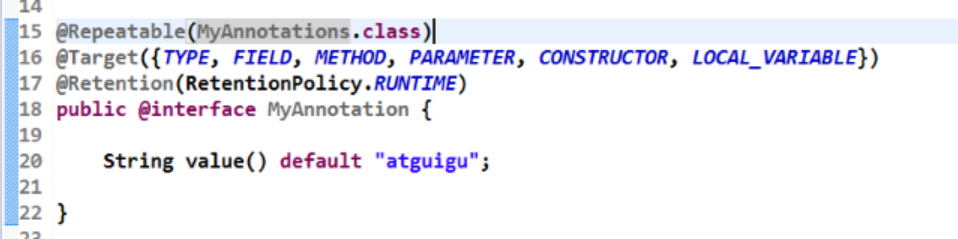 14
15 @Repeatable(MyAnnotations.class)
16 @Target({TYPE, FIELD, METHOD, PARAMETER, CONSTRUCTOR, LOCAL_VARIABLE})
17 @Retention(RetentionPolicy.RUNTIME)
18 public @interface MyAnnotation {
19
20     String value() default "atguigu";
21
22 }
23